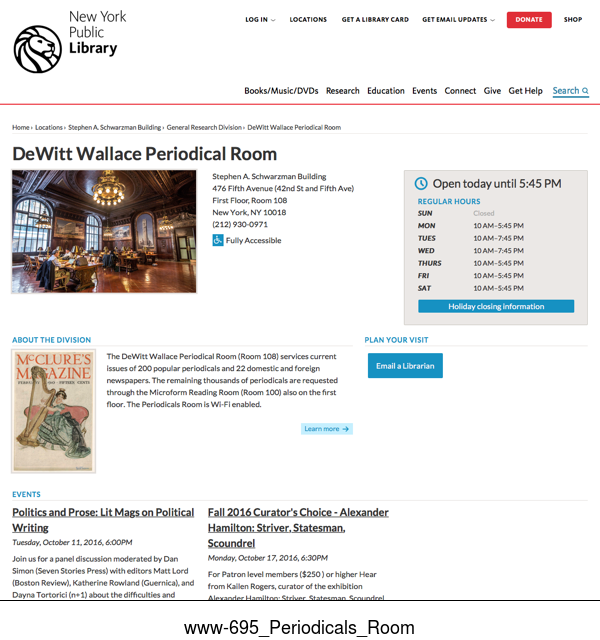 New York
Public
Library
LOG IN
LOCATIONS
GET A LIBRARY CARD
GET EMAIL UPDATES
DONATE
SHOP
Books/Music/DVDs
Research
Education
Events
Connect
Give
Get Help
Search
Home › Locations › Stephen A. Schwarzman Building › General Research Division › DeWitt Wallace Periodical Room
DeWitt Wallace Periodical Room
Stephen A. Schwarzman Building
476 Fifth Avenue (42nd St and Fifth Ave)
First Floor, Room 108
New York, NY 10018
(212) 930-0971
Fully Accessible
Open today until 5:45 PM
REGULAR HOURS
SUN Closed
MON 10 AM–5:45 PM
TUES 10 AM–7:45 PM
WED 10 AM–7:45 PM
THURS 10 AM–5:45 PM
FRI 10 AM–5:45 PM
SAT 10 AM–5:45 PM
Holiday closing information
ABOUT THE DIVISION
McCLURE'S
MAGAZINE
The DeWitt Wallace Periodical Room (Room 108) services current
issues of 200 popular periodicals and 22 domestic and foreign
newspapers. The remaining thousands of periodicals are requested
through the Microform Reading Room (Room 100) also on the first
floor. The Periodicals Room is Wi-Fi enabled.
Learn more →
PLAN YOUR VISIT
Email a Librarian
EVENTS
Politics and Prose: Lit Mags on Political
Writing
Tuesday, October 11, 2016, 6:00PM
Join us for a panel discussion moderated by Dan
Simon (Seven Stories Press) with editors Matt Lord
(Boston Review), Katherine Rowland (Guernica), and
Dayna Tortorici (n+1) about the difficulties and
Fall 2016 Curator's Choice - Alexander
Hamilton: Striver, Statesman,
Scoundrel
Monday, October 17, 2016, 6:30PM
For Patron level members ($250 ) or higher Hear
from Kailen Rogers, curator of the exhibition
Alexander Hamilton: Striver, Statesman, Scoundrel
www-695_Periodicals_Room